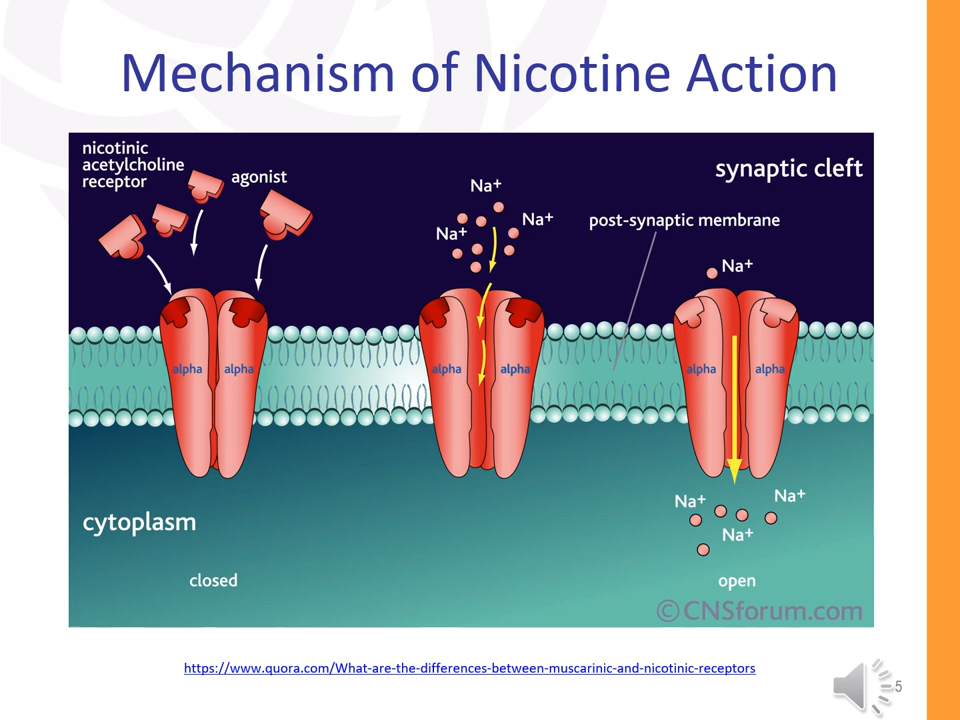 Mechanism of Nicotine Action
nicotinic
acetylcholine
receptor
agonist
Na+
Na+
Na+
synaptic cleft
post-synaptic membrane
Na+
alpha
alpha
alpha
alpha
alpha
alpha
cytoplasm
Na+
Na+
Na+
closed
open
© CNSforum.com
https://www.quora.com/What-are-the-differences-between-muscarinic-and-nicotinic-receptors
5